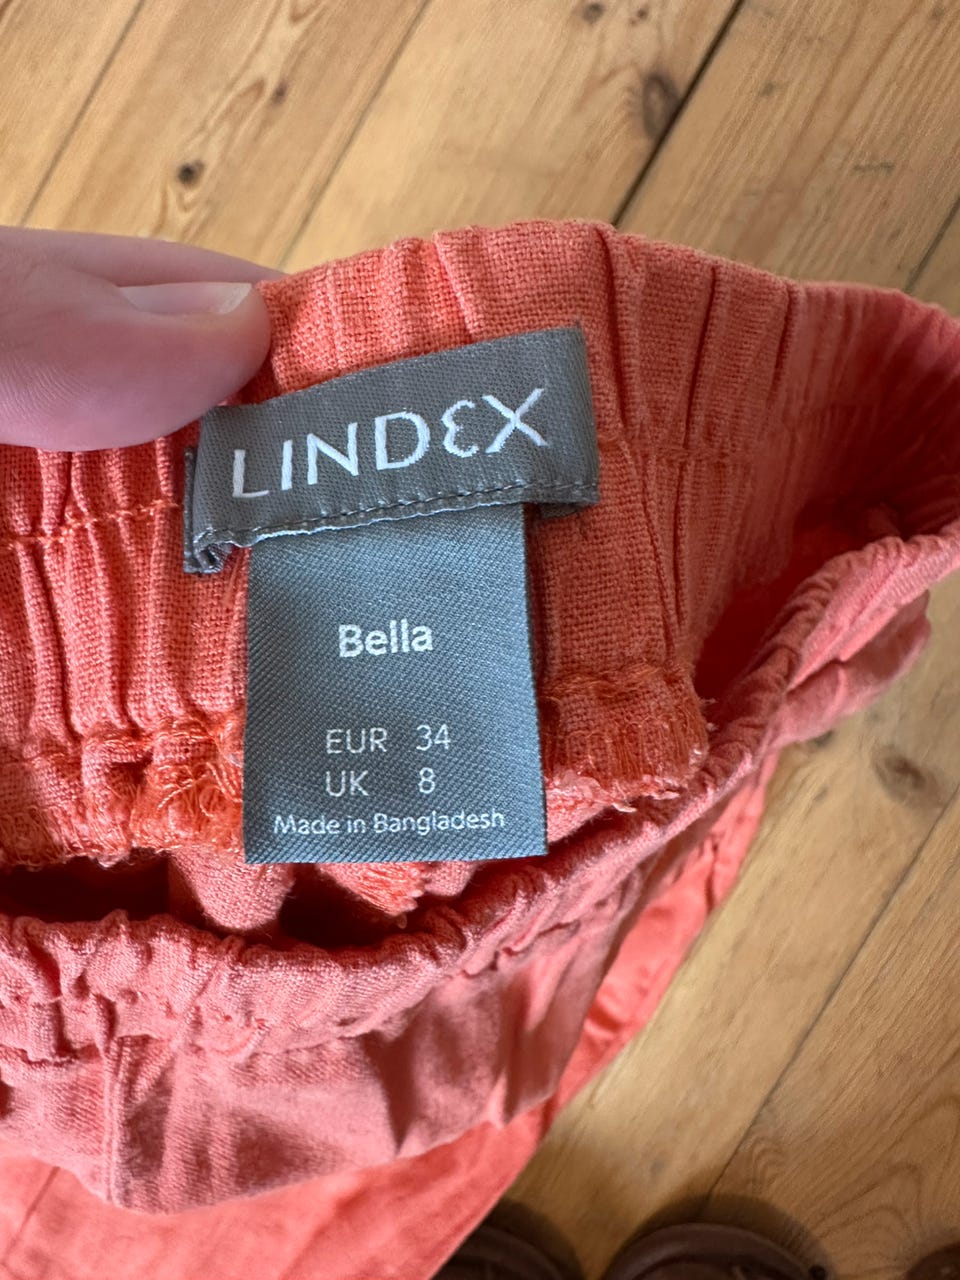 LINDEX
Bella
EUR 34
UK 8
Made in Bangladesh